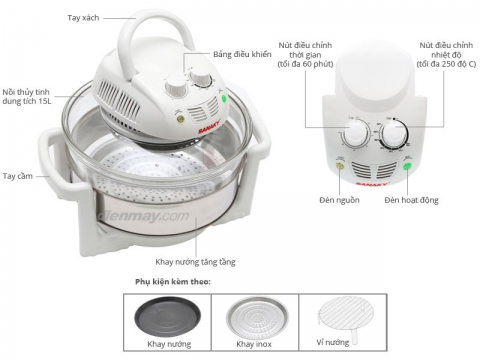 Tay xách
Bảng điều khiển
Nồi thủy tinh
dung tích 15L
Tay cầm
SANAKY
dienmay.com
Khay nướng tăng tầng
Nút điều chỉnh
thời gian
(tối đa 60 phút)
Nút điều chỉnh
nhiệt độ
(tối đa 250 độ C)
SANAKY
Đèn nguồn
Đèn hoạt động
Phụ kiện kèm theo:
Khay nướng
Khay inox
Vỉ nướng